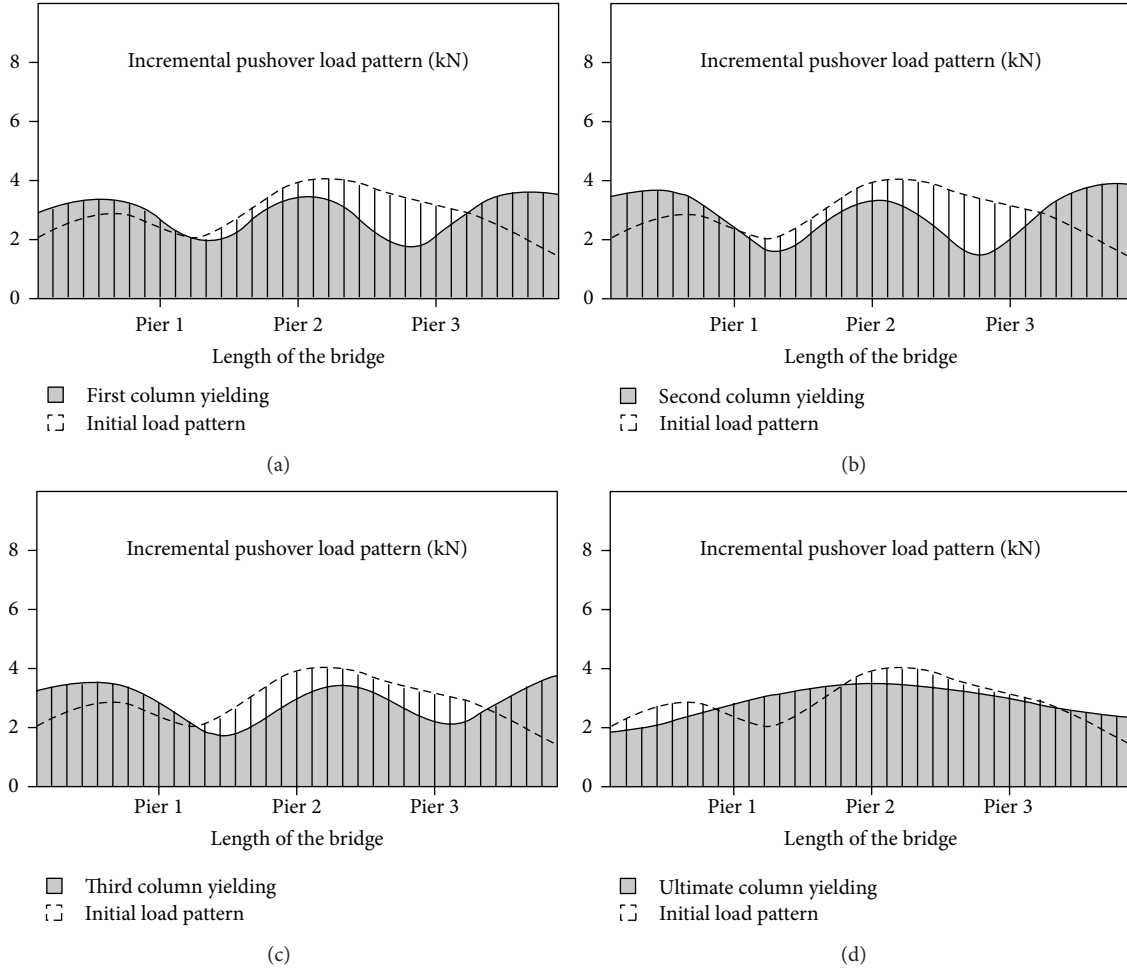 Incremental pushover load pattern (kN)
8
6
4
2
0
Pier 1 Pier 2 Pier 3
Length of the bridge
First column yielding
Initial load pattern
(a)
Incremental pushover load pattern (kN)
8
6
4
2
0
Pier 1 Pier 2 Pier 3
Length of the bridge
Second column yielding
Initial load pattern
(b)
Incremental pushover load pattern (kN)
8
6
4
2
0
Pier 1 Pier 2 Pier 3
Length of the bridge
Third column yielding
Initial load pattern
(c)
Incremental pushover load pattern (kN)
8
6
4
2
0
Pier 1 Pier 2 Pier 3
Length of the bridge
Ultimate column yielding
Initial load pattern
(d)